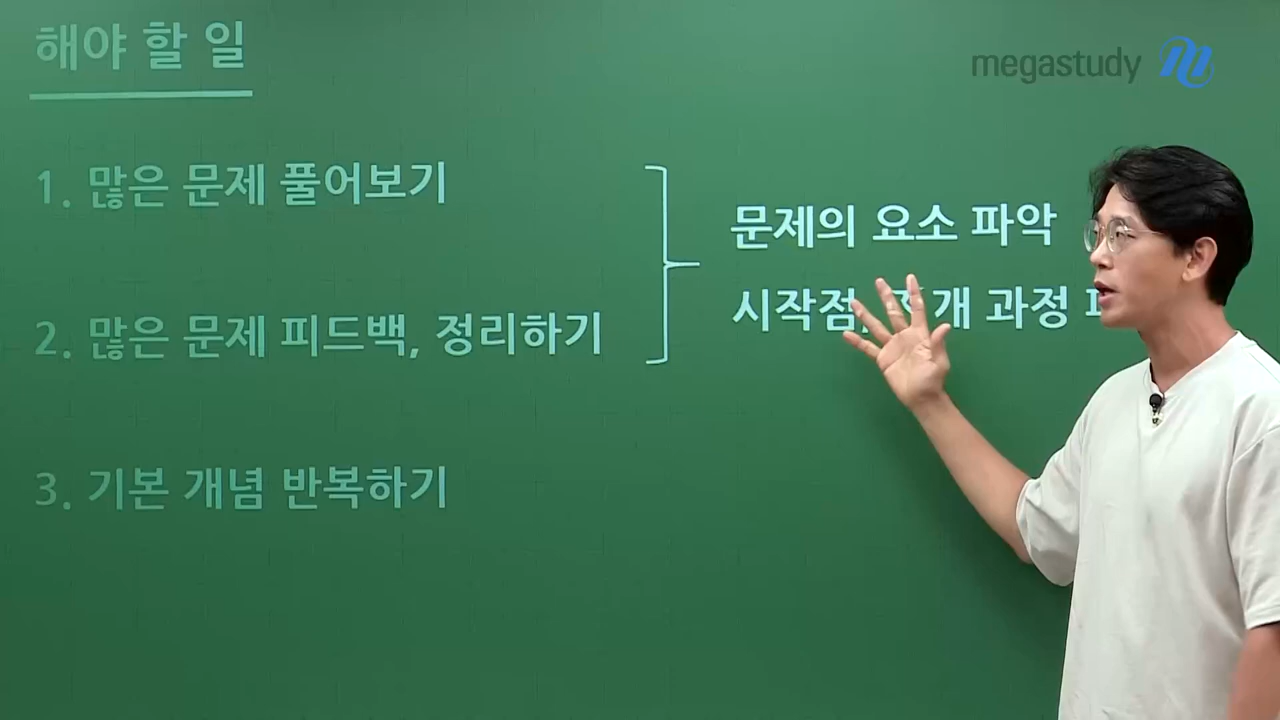 해야 할 일
megastudy
1. 많은 문제 풀어보기
2. 많은 문제 피드백, 정리하기
3. 기본 개념 반복하기
문제의 요소 파악
시작점, 과정